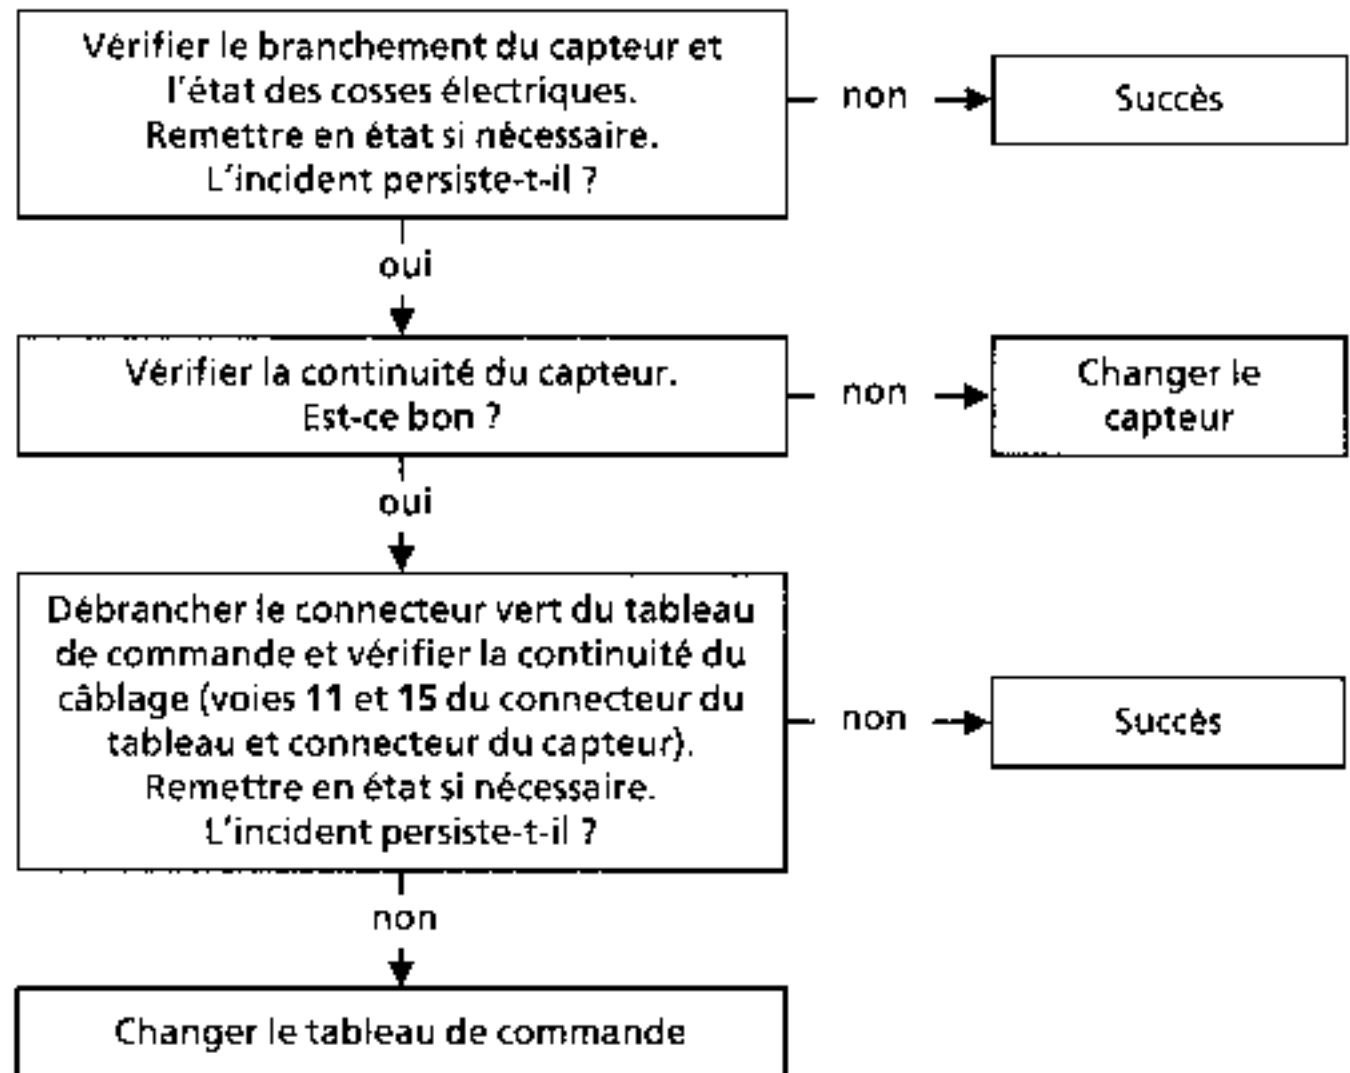 Vérifier le branchement du capteur et
l'état des cosses électriques.
Remettre en état si nécessaire.
L'incident persiste-t-il ?
non
Succès
oui
Vérifier la continuité du capteur.
Est-ce bon ?
non
Changer le
capteur
oui
Débrancher le connecteur vert du tableau
de commande et vérifier la continuité du
câblage (voies 11 et 15 du connecteur du
tableau et connecteur du capteur).
Remettre en état si nécessaire.
L'incident persiste-t-il ?
non
Succès
non
Changer le tableau de commande